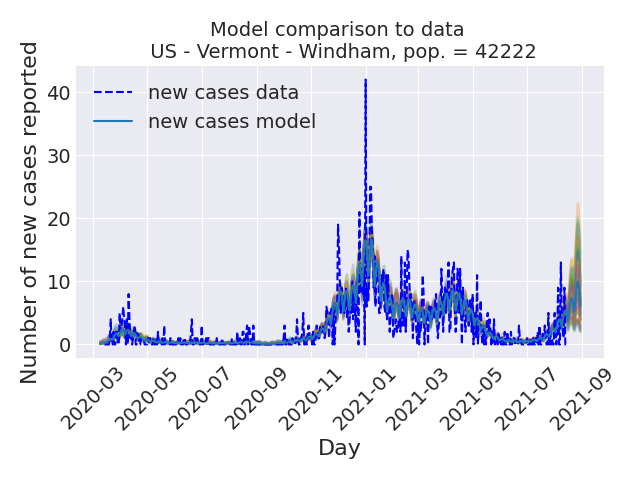 Model comparison to data
US - Vermont - Windham, pop. = 42222
Number of new cases reported
40
30
20
10
0
new cases data
new cases model
2020-03
2020-05
2020-07
2020-09
2020-11
2021-01
2021-03
2021-05
2021-07
2021-09
Day